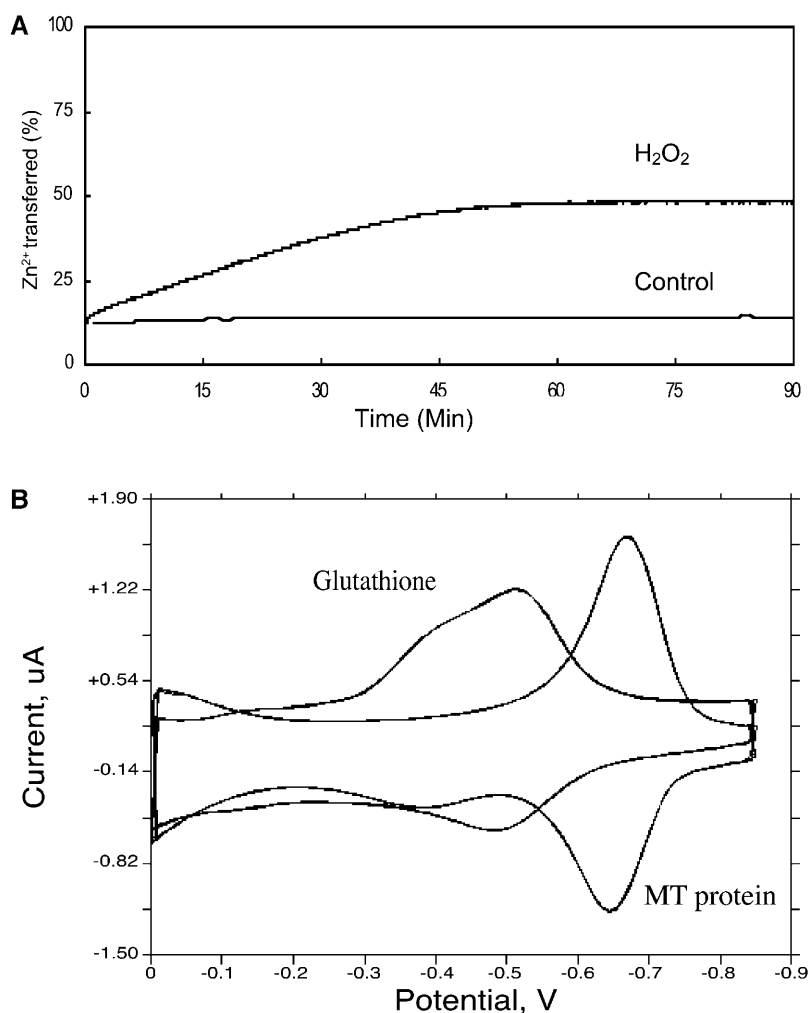 A
100
75
50
25
0
Zn²⁺ transferred (%)
H₂O₂
Control
0 15 30 45 60 75 90
Time (Min)
B
+1.90
+1.22
+0.54
-0.14
-0.82
-1.50
Current, uA
Glutathione
MT protein
0 -0.1 -0.2 -0.3 -0.4 -0.5 -0.6 -0.7 -0.8 -0.9
Potential, V